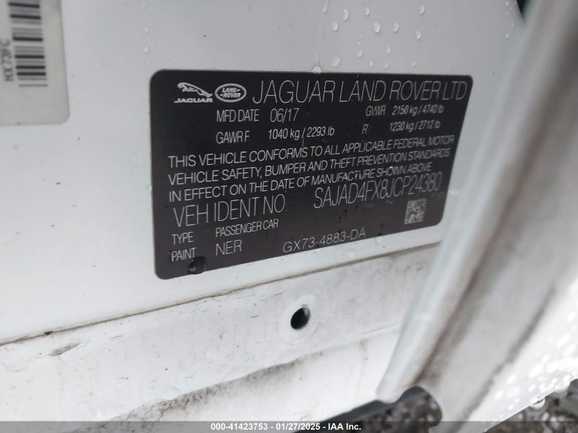 JAGUAR LAND ROVER JAGUAR LAND ROVER LTD
MFD DATE 06/17 GVWR 2156 kg / 4740 lb
GAWR F 1040 kg / 2293 lb R 1230 kg / 2712 lb
THIS VEHICLE CONFORMS TO ALL APPLICABLE FEDERAL MOTOR
VEHICLE SAFETY, BUMPER AND THEFT PREVENTION STANDARDS
IN EFFECT ON THE DATE OF MANUFACTURE SHOWN ABOVE.
VEH IDENT NO SAJAD4FX8JCP24380
TYPE PASSENGER CAR
PAINT NER GX73-4883-DA
000-41423753 – 01/27/2025 – IAA Inc.